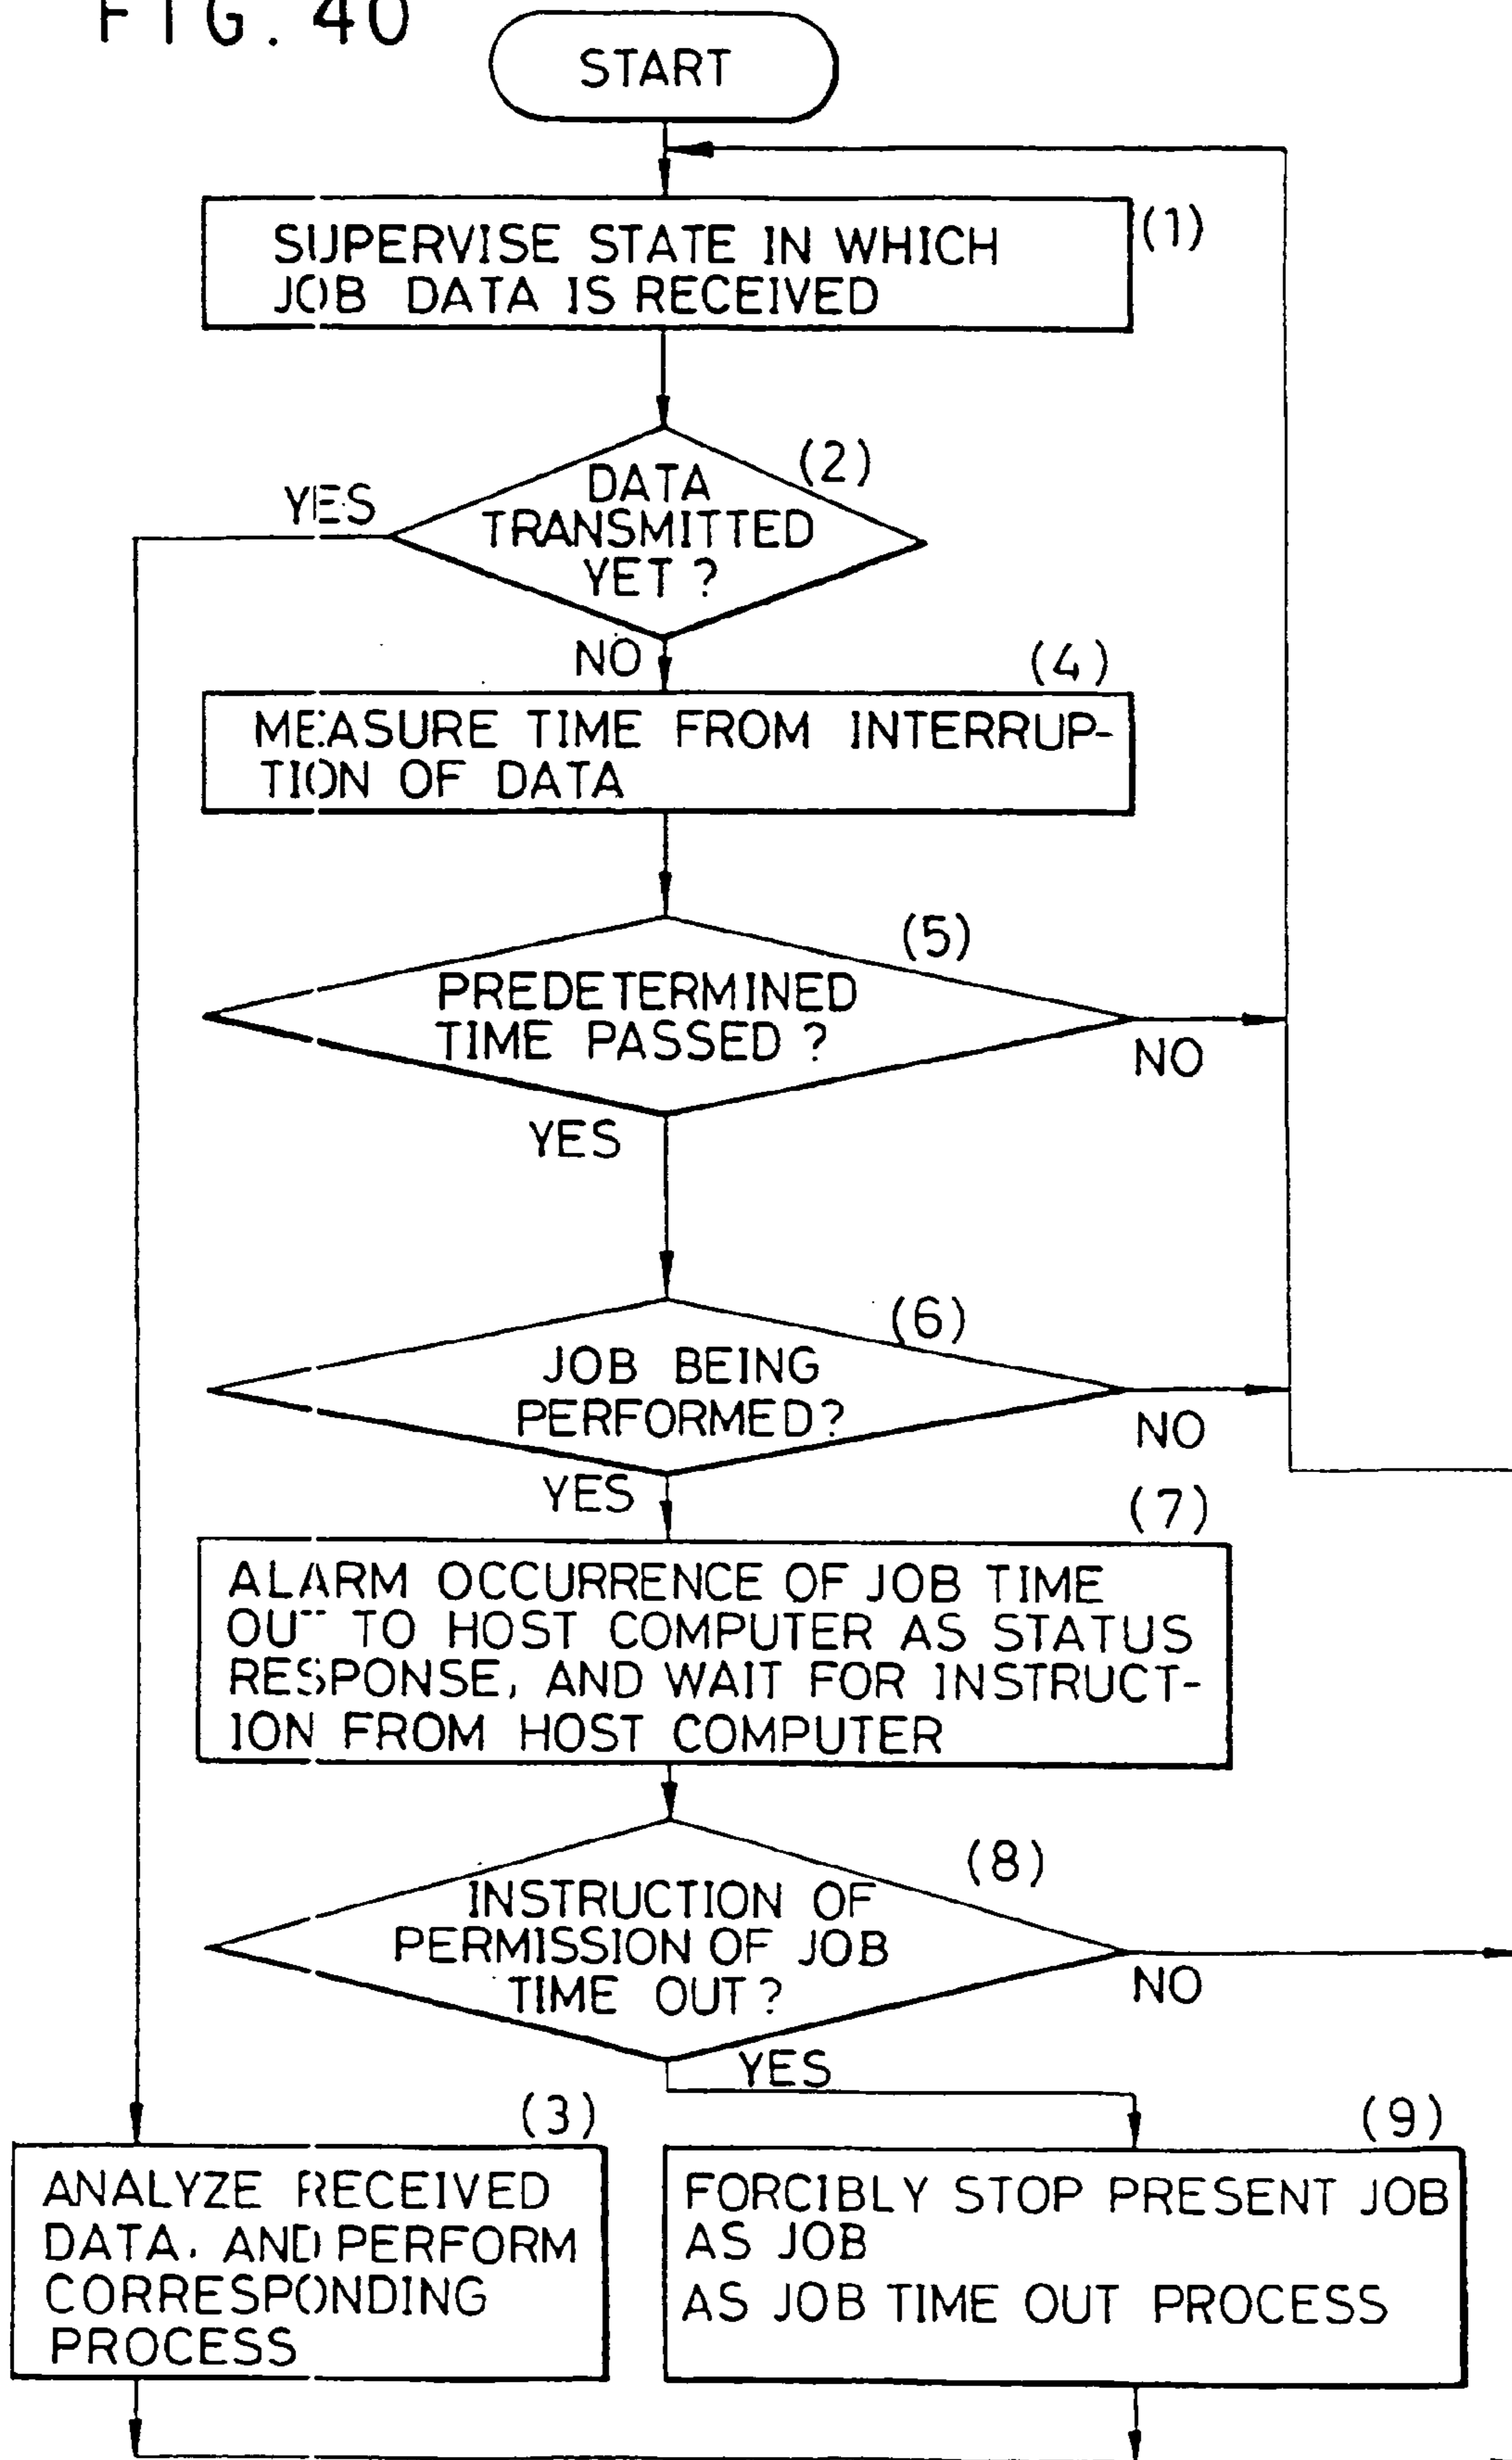 FIG. 40
START
(1)
SUPERVISE STATE IN WHICH
JOB DATA IS RECEIVED
(2)
DATA
TRANSMITTED
YET ?
YES
NO
(4)
MEASURE TIME FROM INTERRUP-
TION OF DATA
(5)
PREDETERMINED
TIME PASSED ?
NO
YES
(6)
JOB BEING
PERFORMED?
NO
YES
(7)
ALARM OCCURRENCE OF JOB TIME
OUT TO HOST COMPUTER AS STATUS
RESPONSE, AND WAIT FOR INSTRUCT-
ION FROM HOST COMPUTER
(8)
INSTRUCTION OF
PERMISSION OF JOB
TIME OUT?
NO
YES
(3)
ANALYZE RECEIVED
DATA, AND PERFORM
CORRESPONDING
PROCESS
(9)
FORCIBLY STOP PRESENT JOB
AS JOB
AS JOB TIME OUT PROCESS